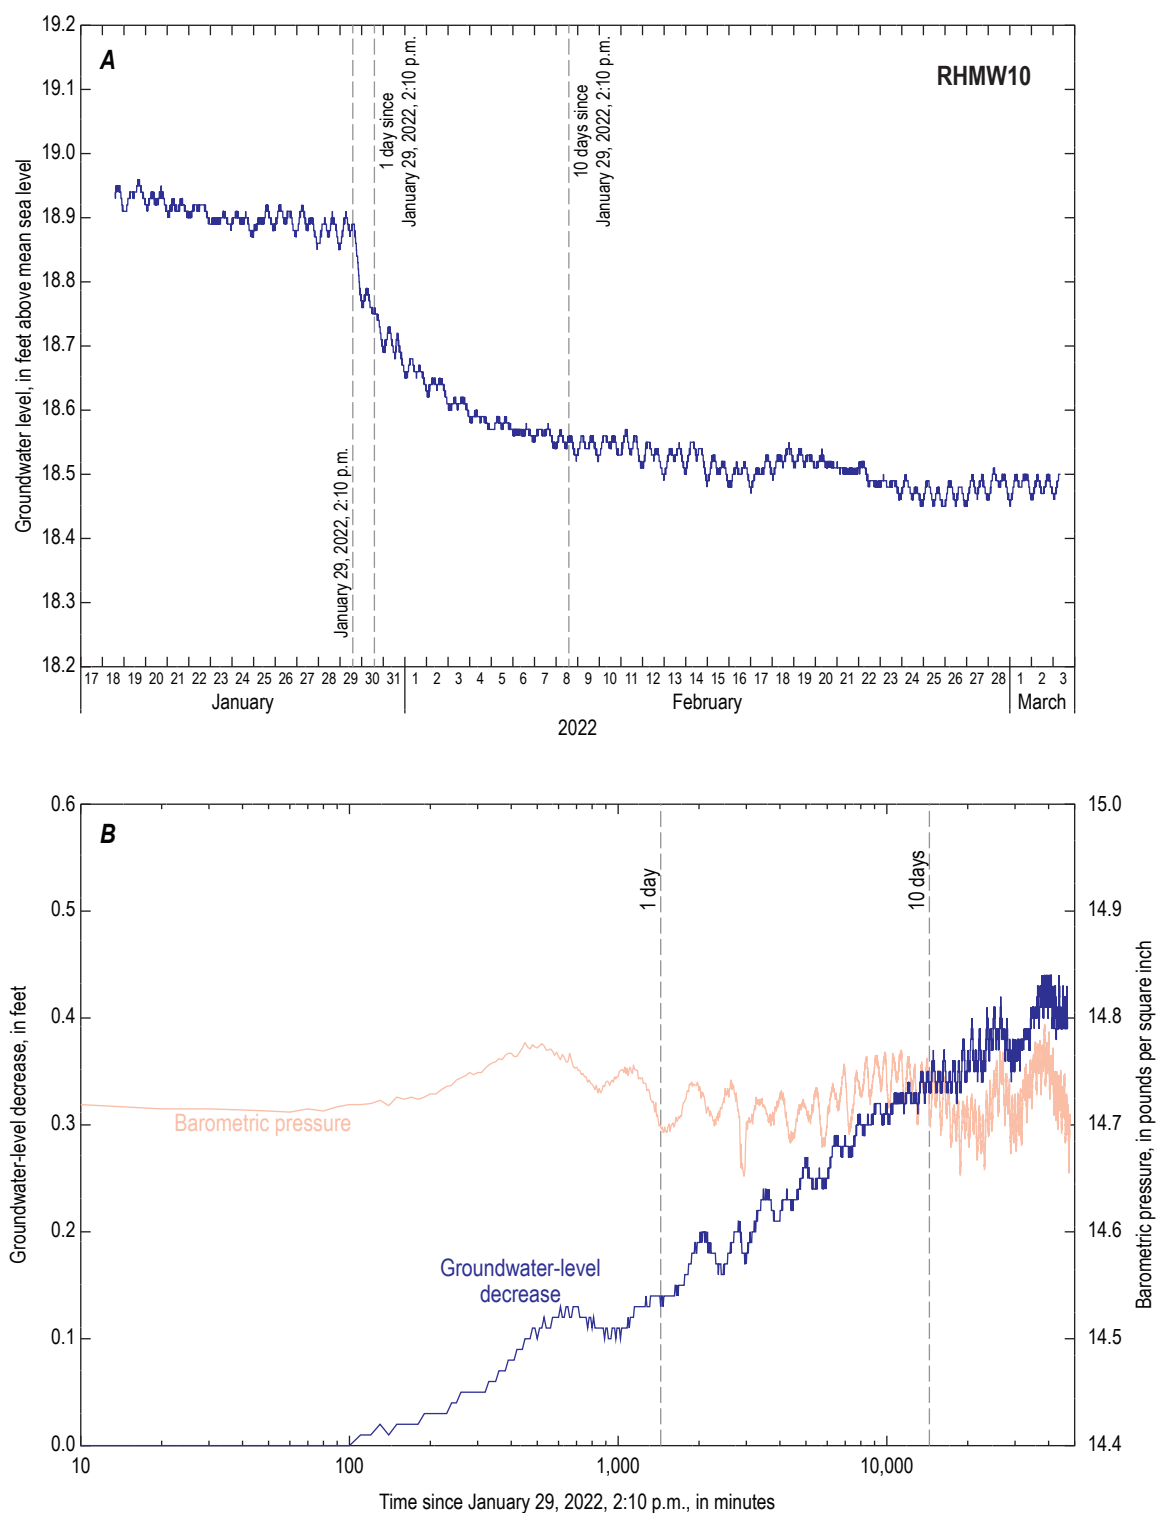 A
RHMW10
Groundwater level, in feet above mean sea level
19.2
19.1
19.0
18.9
18.8
18.7
18.6
18.5
18.4
18.3
18.2
January 29, 2022, 2:10 p.m.
1 day since
January 29, 2022, 2:10 p.m.
10 days since
January 29, 2022, 2:10 p.m.
17 18 19 20 21 22 23 24 25 26 27 28 29 30 31 1 2 3 4 5 6 7 8 9 10 11 12 13 14 15 16 17 18 19 20 21 22 23 24 25 26 27 28 1 2 3
January February March
2022
B
Groundwater-level decrease, in feet
0.6
0.5
0.4
0.3
0.2
0.1
0.0
1 day
10 days
Barometric pressure
Groundwater-level
decrease
15.0
14.9
14.8
14.7
14.6
14.5
14.4
Barometric pressure, in pounds per square inch
10 100 1,000 10,000
Time since January 29, 2022, 2:10 p.m., in minutes